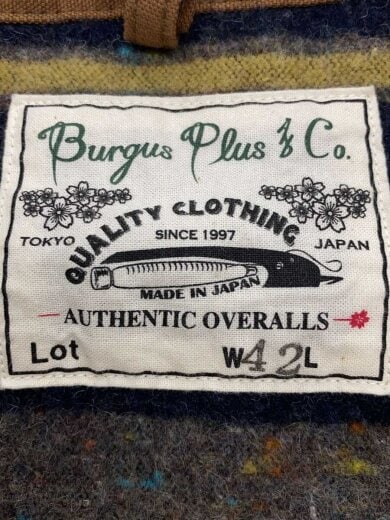 Burgus Plus & Co.
QUALITY CLOTHING
TOKYO
SINCE 1997
JAPAN
MADE IN JAPAN
AUTHENTIC OVERALLS
Lot
W42L